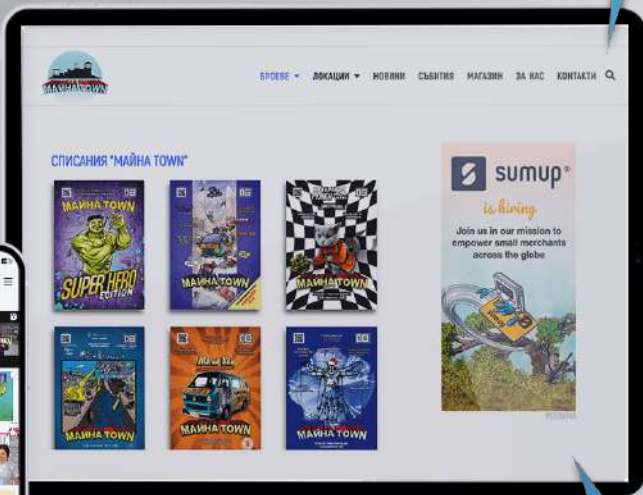 МАЙНА TOWN
БРОЕВЕ ЛОКАЦИИ НОВИНИ СЪБИТИЯ МАГАЗИН ЗА НАС КОНТАКТИ
СПИСАНИЯ "МАЙНА TOWN"
МАЙНА TOWN
SUPER HERO
EDITION
МАЙНА TOWN
МАЙНА TOWN
МАЙНА TOWN
МАЙНА TOWN
МАЙНА TOWN
sumup®
is hiring
Join us in our mission to
empower small merchants
across the globe